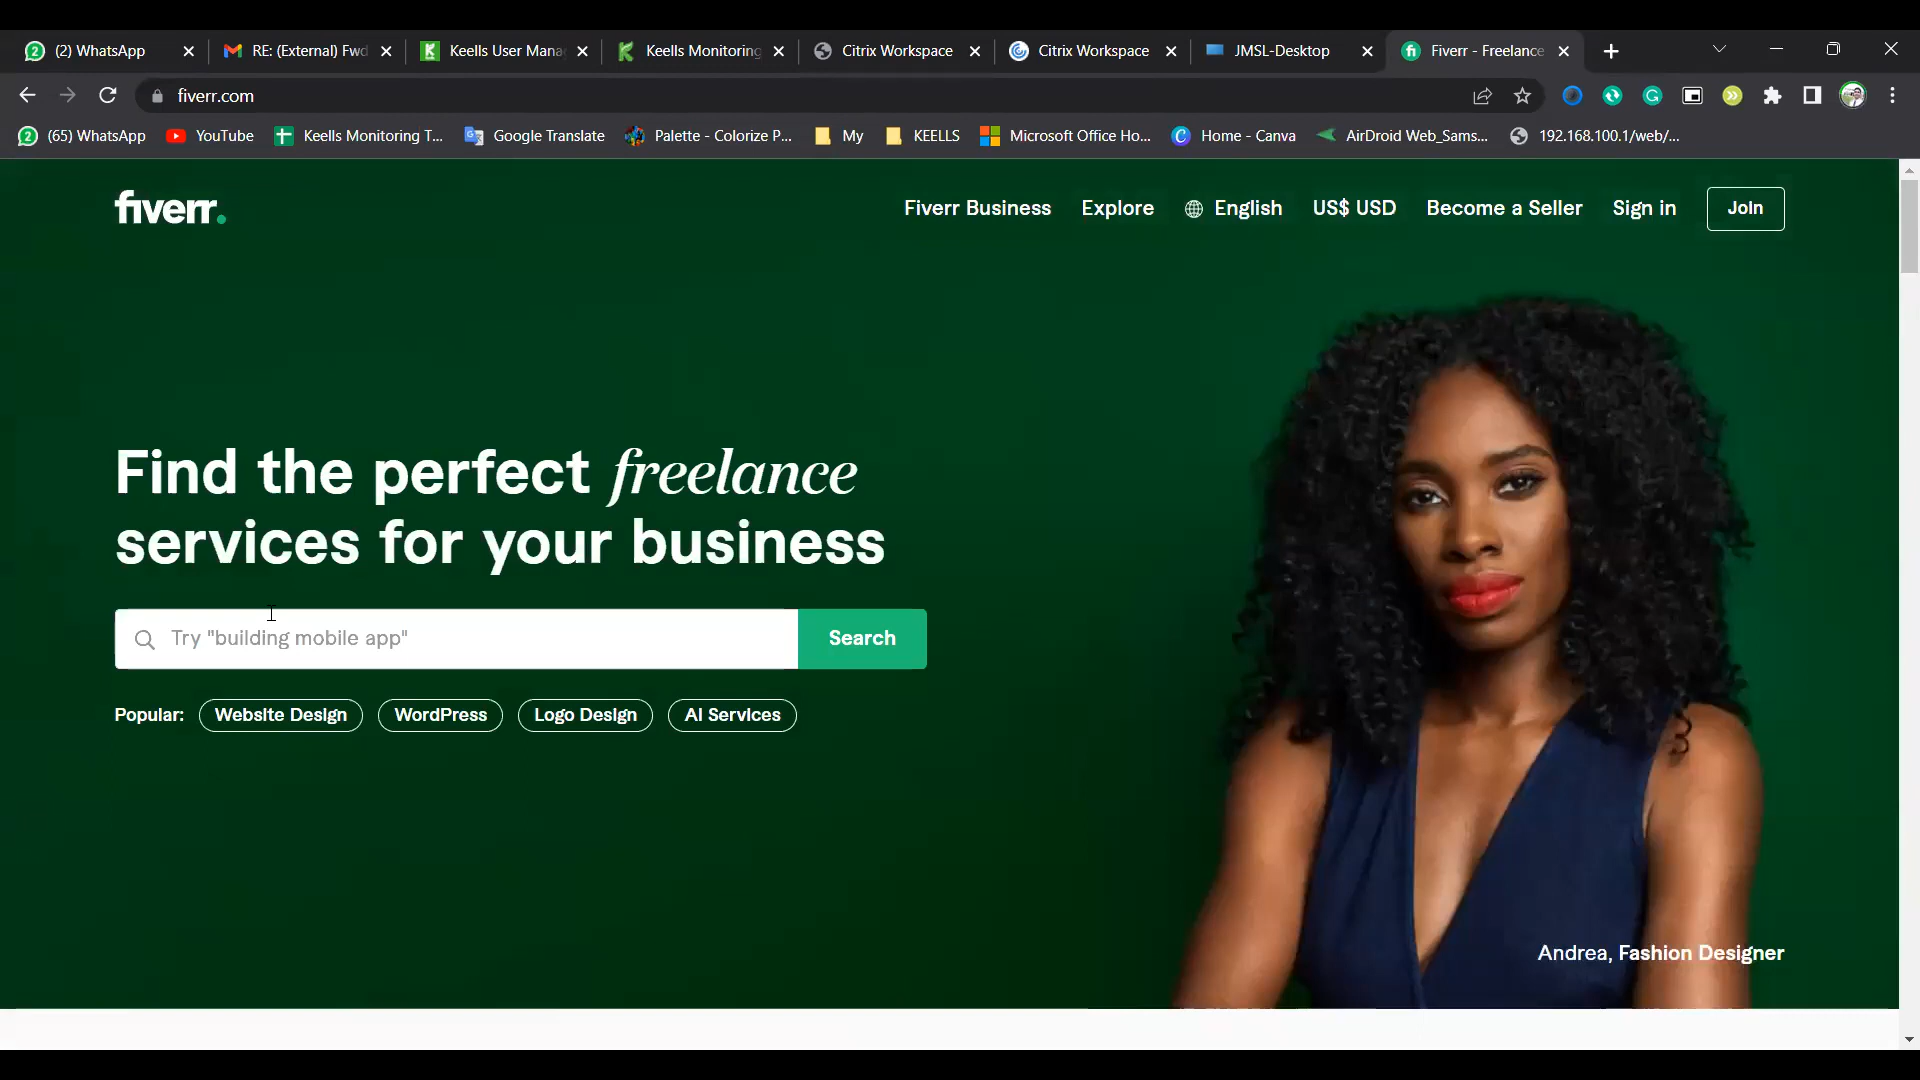 (2) WhatsApp
RE: (External) Fwd
Keells User Mana
Keells Monitoring
Citrix Workspace
Citrix Workspace
JMSL-Desktop
Fiverr - Freelance
fiverr.com
(65) WhatsApp
YouTube
Keells Monitoring T...
Google Translate
Palette - Colorize P...
My
KEELLS
Microsoft Office Ho...
Home - Canva
AirDroid Web_Sams...
192.168.100.1/web/...
fiverr.
Fiverr Business
Explore
English
US$ USD
Become a Seller
Sign in
Join
Find the perfect freelance
services for your business
Try "building mobile app"
Search
Popular:
Website Design
WordPress
Logo Design
AI Services
Andrea, Fashion Designer